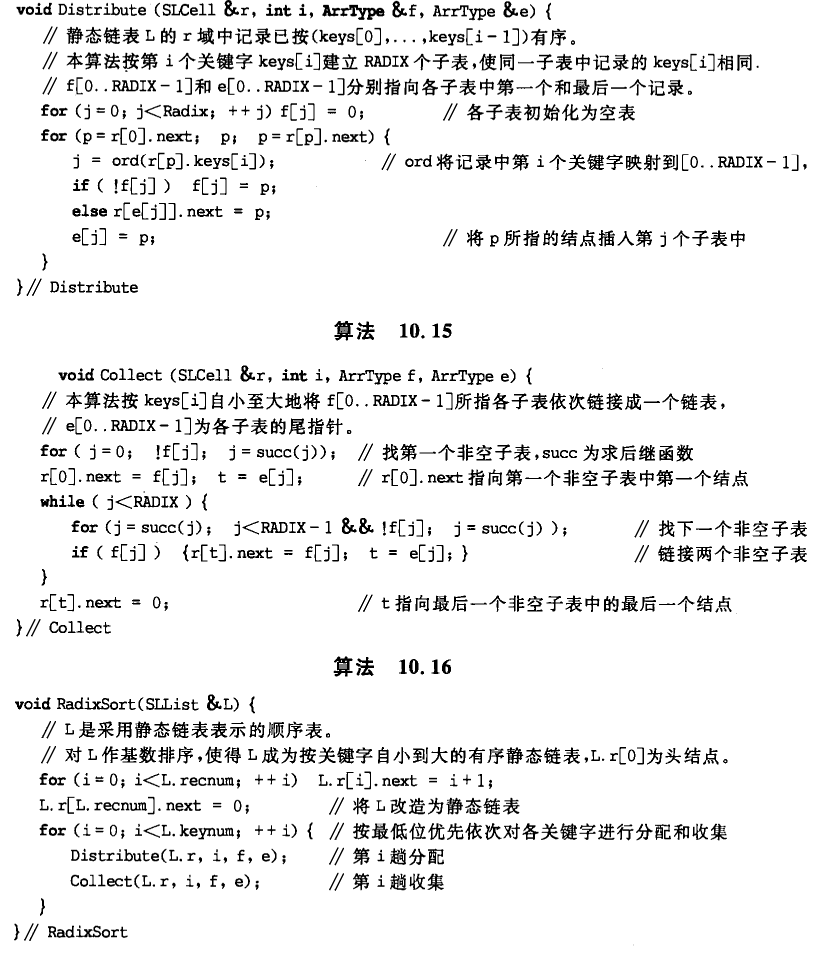 void Distribute (SLCell &r, int i, ArrType &f, ArrType &e) {
// 静态链表 L 的 r 域中记录已按(keys[0],...,keys[i-1])有序。
// 本算法按第 i 个关键字 keys[i]建立 RADIX 个子表,使同一子表中记录的 keys[i]相同.
// f[0..RADIX-1]和 e[0..RADIX-1]分别指向各子表中第一个和最后一个记录。
for (j=0; j<Radix; ++j) f[j] = 0; // 各子表初始化为空表
for (p=r[0].next; p; p=r[p].next) {
j = ord(r[p].keys[i]); // ord 将记录中第 i 个关键字映射到[0..RADIX-1],
if ( !f[j] ) f[j] = p;
else r[e[j]].next = p;
e[j] = p; // 将 p 所指的结点插入第 j 个子表中
}
}// Distribute
算法 10.15
void Collect (SLCell &r, int i, ArrType f, ArrType e) {
// 本算法按 keys[i]自小至大地将 f[0..RADIX-1]所指各子表依次链接成一个链表,
// e[0..RADIX-1]为各子表的尾指针。
for ( j=0; !f[j]; j=succ(j)); // 找第一个非空子表,succ 为求后继函数
r[0].next = f[j]; t = e[j]; // r[0].next 指向第一个非空子表中第一个结点
while ( j<RADIX ) {
for (j=succ(j); j<RADIX-1 && !f[j]; j=succ(j) ); // 找下一个非空子表
if ( f[j] ) {r[t].next = f[j]; t = e[j];} // 链接两个非空子表
}
r[t].next = 0; // t 指向最后一个非空子表中的最后一个结点
}// Collect
算法 10.16
void RadixSort(SLList &L) {
// L 是采用静态链表表示的顺序表。
// 对 L 作基数排序,使得 L 成为按关键字自小到大的有序静态链表,L.r[0]为头结点。
for (i=0; i<L.recnum; ++i) L.r[i].next = i+1;
L.r[L.recnum].next = 0; // 将 L 改造为静态链表
for (i=0; i<L.keynum; ++i) { // 按最低位优先依次对各关键字进行分配和收集
Distribute(L.r, i, f, e); // 第 i 趟分配
Collect(L.r, i, f, e); // 第 i 趟收集
}
}// RadixSort